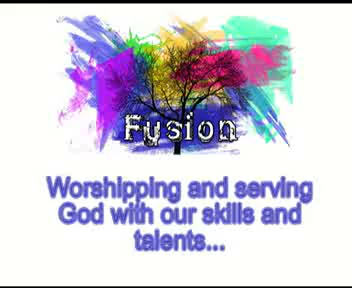 Fusion
Worshipping and serving
God with our skills and
talents...